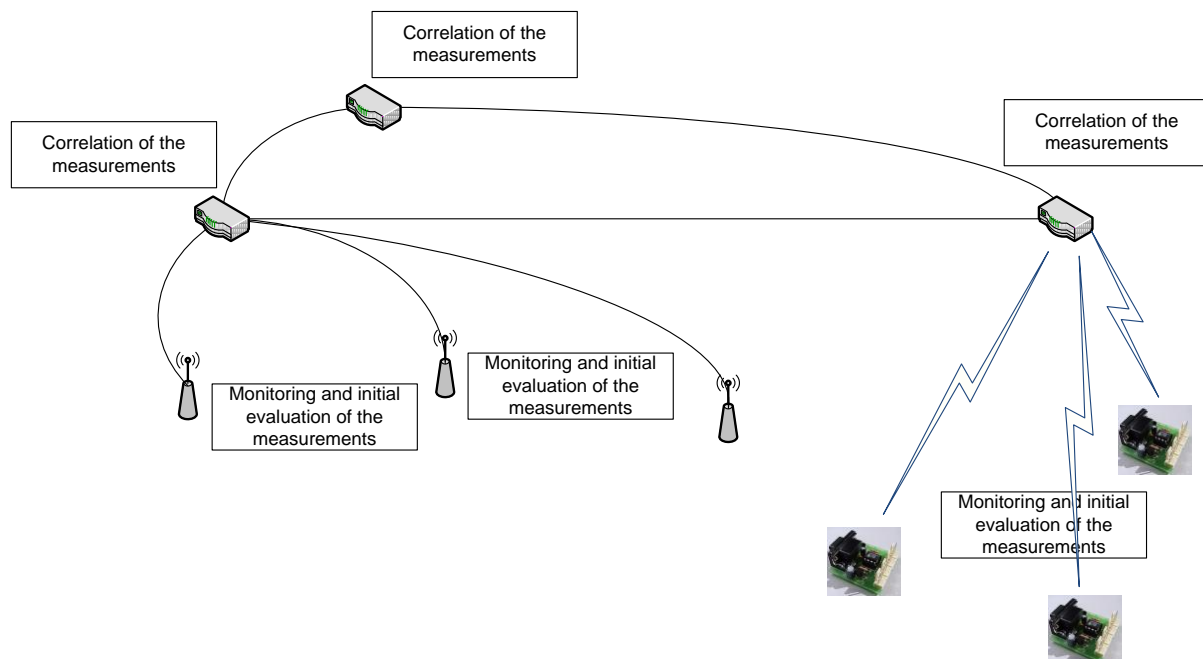 Correlation of the
measurements
Correlation of the
measurements
Correlation of the
measurements
Monitoring and initial
evaluation of the
measurements
Monitoring and initial
evaluation of the
measurements
Monitoring and initial
evaluation of the
measurements